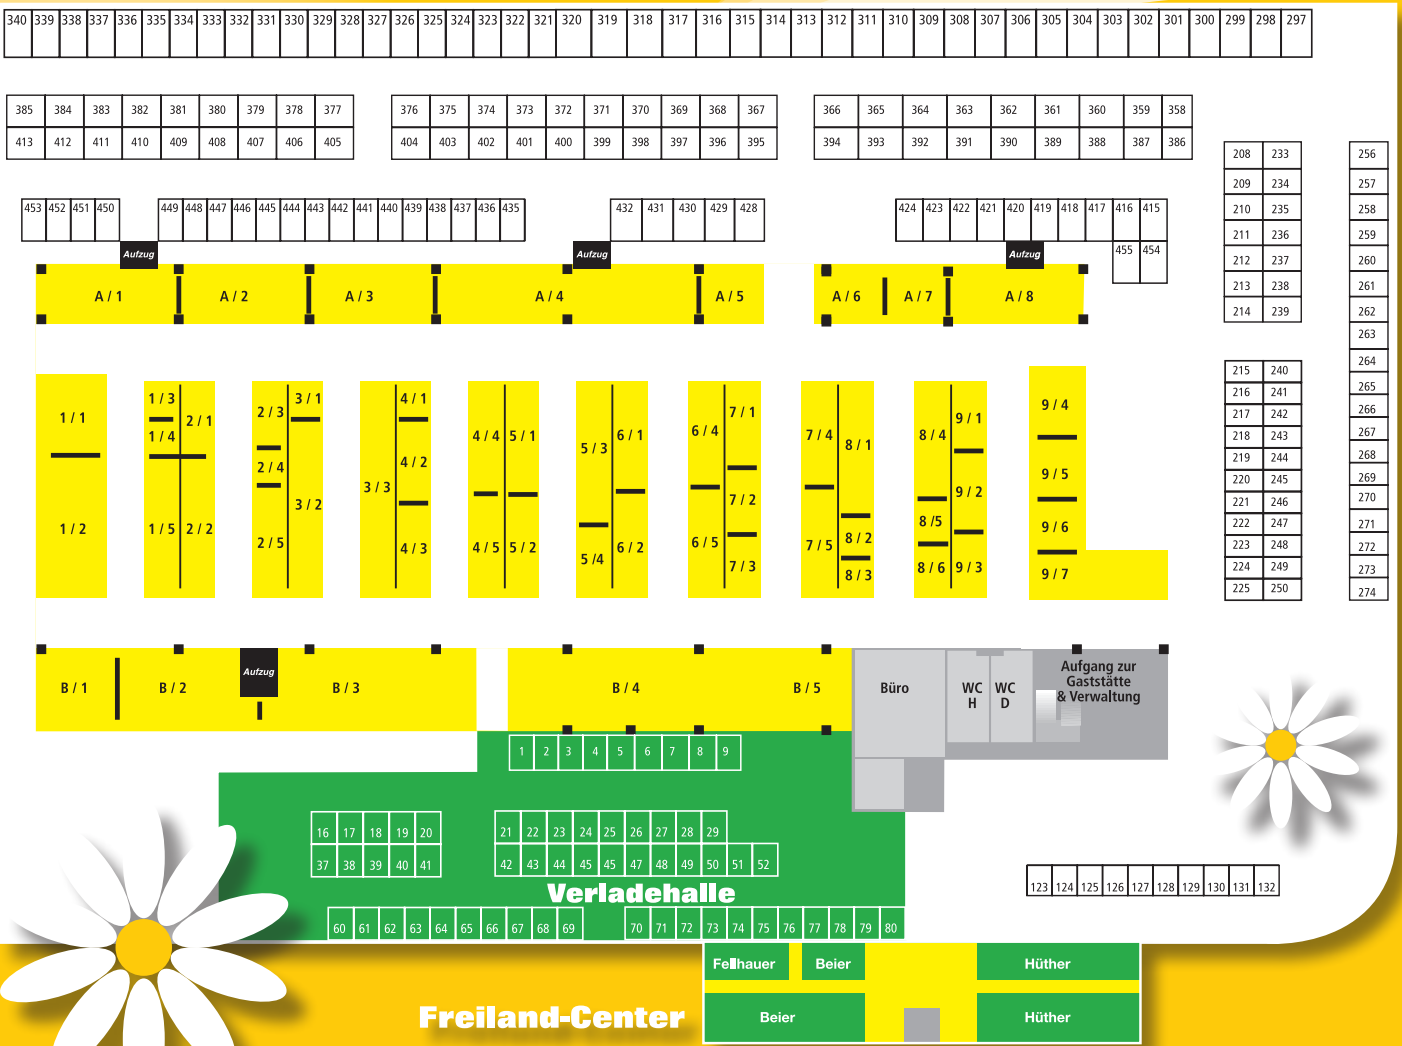 340 339 338 337 336 335 334 333 332 331 330 329 328 327 326 325 324 323 322 321 320 319 318 317 316 315 314 313 312 311 310 309 308 307 306 305 304 303 302 301 300 299 298 297
385 384 383 382 381 380 379 378 377 376 375 374 373 372 371 370 369 368 367 366 365 364 363 362 361 360 359 358
413 412 411 410 409 408 407 406 405 404 403 402 401 400 399 398 397 396 395 394 393 392 391 390 389 388 387 386
208 233 256
209 234 257
210 235 258
211 236 259
212 237 260
213 238 261
214 239 262
263
264
215 240 265
216 241 266
217 242 267
218 243 268
219 244 269
220 245 270
221 246 271
222 247 272
223 248 273
224 249 274
225 250
453 452 451 450 449 448 447 446 445 444 443 442 441 440 439 438 437 436 435 432 431 430 429 428 424 423 422 421 420 419 418 417 416 415
455 454
Aufzug Aufzug Aufzug
A / 1 A / 2 A / 3 A / 4 A / 5 A / 6 A / 7 A / 8
1 / 1
1 / 2
1 / 3 2 / 1
1 / 4
1 / 5 2 / 2
2 / 3 3 / 1
2 / 4
3 / 2
2 / 5
4 / 1
4 / 2
3 / 3
4 / 3
4 / 4 5 / 1
4 / 5 5 / 2
5 / 3 6 / 1
5 /4 6 / 2
6 / 4 7 / 1
7 / 2
6 / 5 7 / 3
7 / 4 8 / 1
7 / 5 8 / 2
8 / 3
8 / 4 9 / 1
9 / 2
8 /5
8 / 6 9 / 3
9 / 4
9 / 5
9 / 6
9 / 7
B / 1 B / 2 Aufzug B / 3 B / 4 B / 5
Büro
WC H
WC D
Aufgang zur
Gaststätte
& Verwaltung
1 2 3 4 5 6 7 8 9
16 17 18 19 20 21 22 23 24 25 26 27 28 29
37 38 39 40 41 42 43 44 45 45 47 48 49 50 51 52
Verladehalle
123 124 125 126 127 128 129 130 131 132
60 61 62 63 64 65 66 67 68 69 70 71 72 73 74 75 76 77 78 79 80
Fellhauer Beier Hüther
Freiland-Center
Beier Hüther